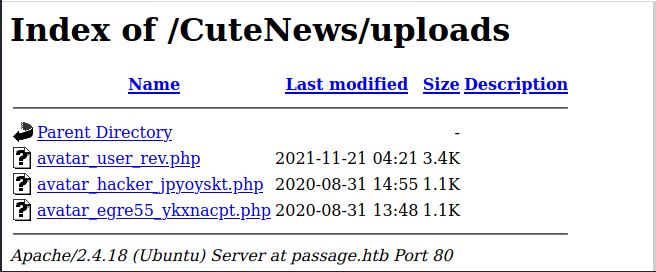 Index of /CuteNews/uploads
Name Last modified Size Description
Parent Directory -
avatar_user_rev.php 2021-11-21 04:21 3.4K
avatar_hacker_jpyoyskt.php 2020-08-31 14:55 1.1K
avatar_egre55_ykxnacpt.php 2020-08-31 13:48 1.1K
Apache/2.4.18 (Ubuntu) Server at passage.htb Port 80